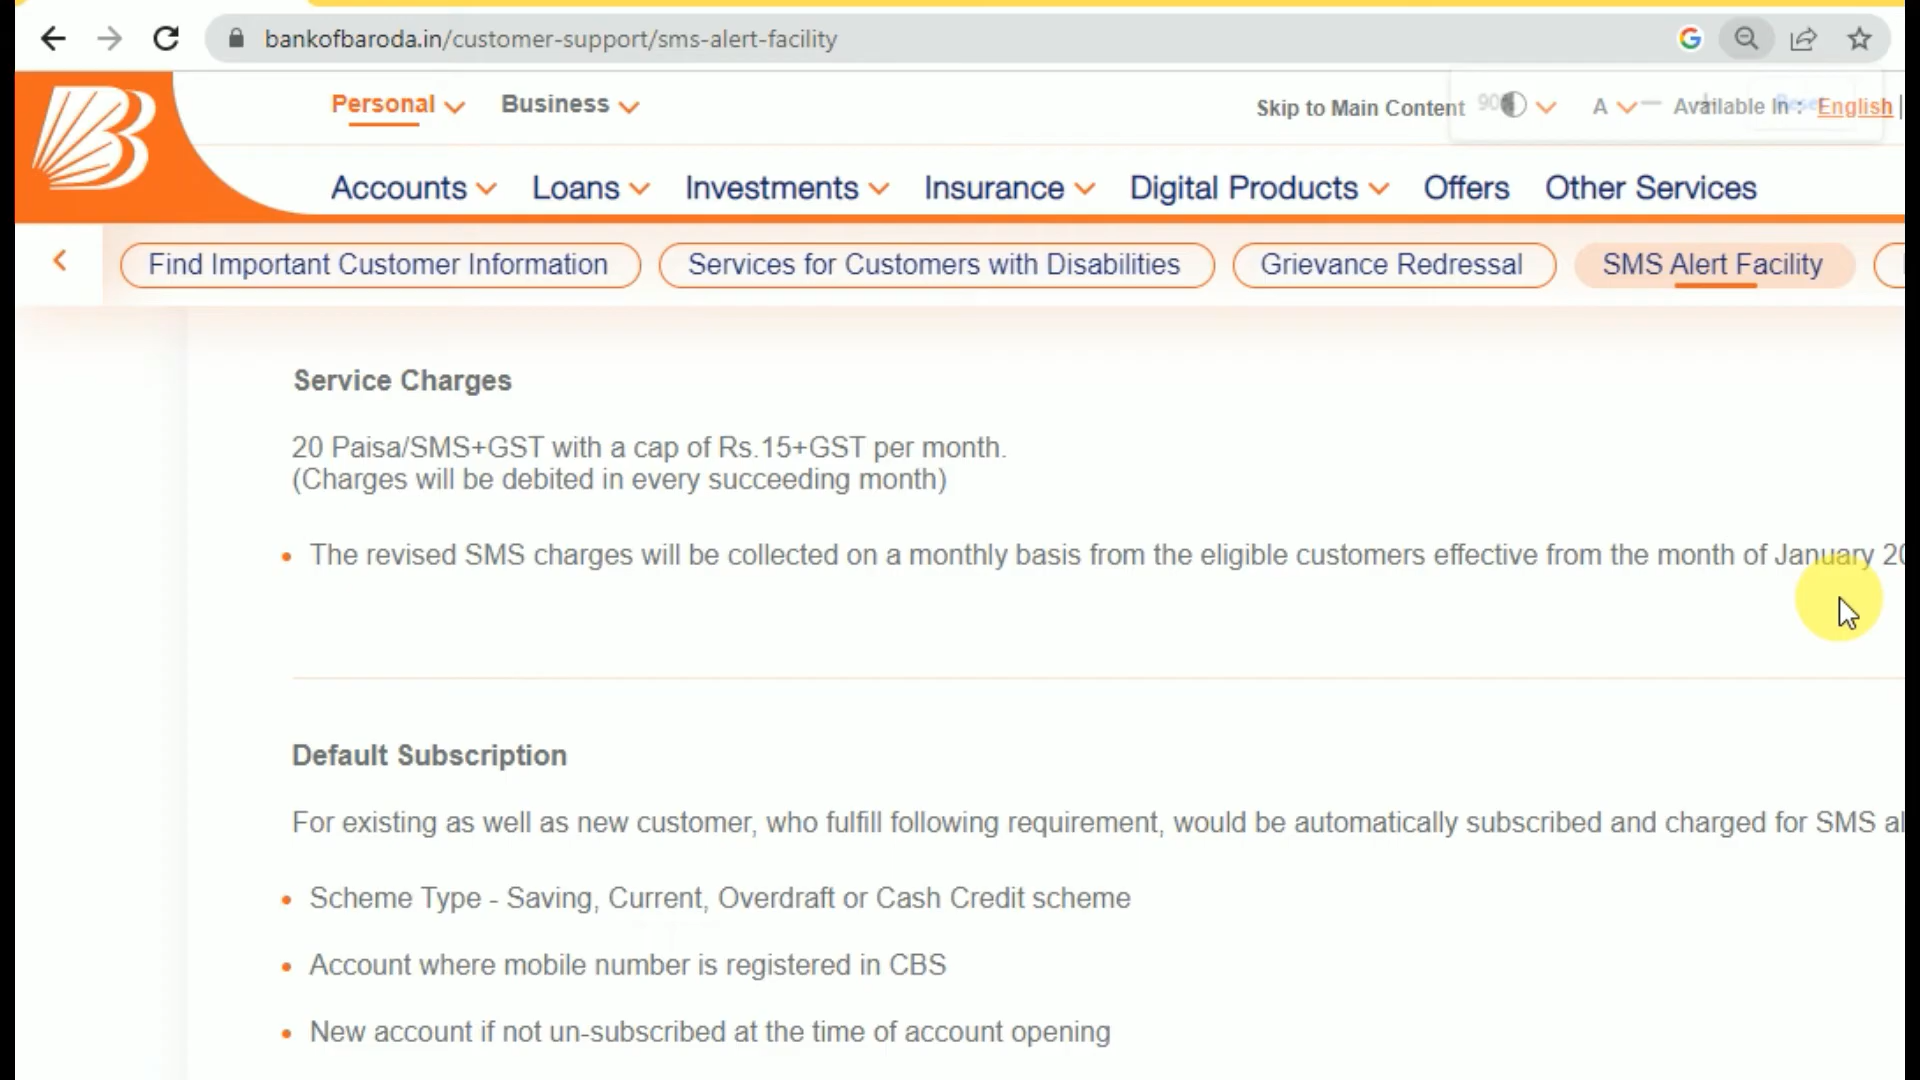 bankofbaroda.in/customer-support/sms-alert-facility
Personal Business Skip to Main Content 90 A Available In : English
Accounts Loans Investments Insurance Digital Products Offers Other Services
Find Important Customer Information Services for Customers with Disabilities Grievance Redressal SMS Alert Facility
Service Charges
20 Paisa/SMS+GST with a cap of Rs.15+GST per month.
(Charges will be debited in every succeeding month)
The revised SMS charges will be collected on a monthly basis from the eligible customers effective from the month of January 20
Default Subscription
For existing as well as new customer, who fulfill following requirement, would be automatically subscribed and charged for SMS al
Scheme Type - Saving, Current, Overdraft or Cash Credit scheme
Account where mobile number is registered in CBS
New account if not un-subscribed at the time of account opening